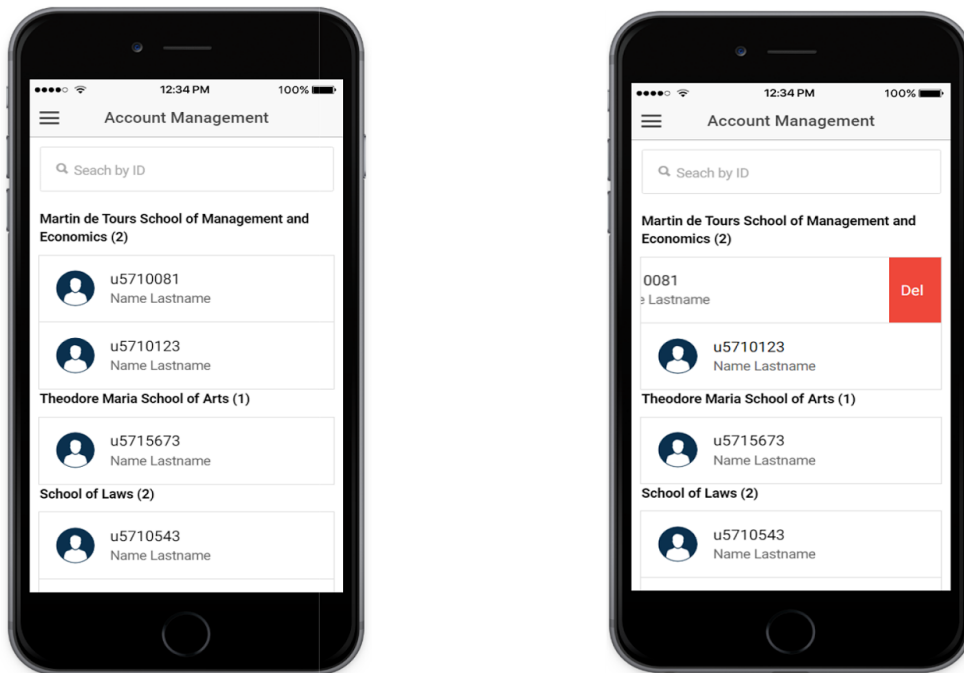 12:34 PM 100%
Account Management
Seach by ID
Martin de Tours School of Management and
Economics (2)
u5710081
Name Lastname
u5710123
Name Lastname
Theodore Maria School of Arts (1)
u5715673
Name Lastname
School of Laws (2)
u5710543
Name Lastname
12:34 PM 100%
Account Management
Seach by ID
Martin de Tours School of Management and
Economics (2)
0081
e Lastname
Del
u5710123
Name Lastname
Theodore Maria School of Arts (1)
u5715673
Name Lastname
School of Laws (2)
u5710543
Name Lastname